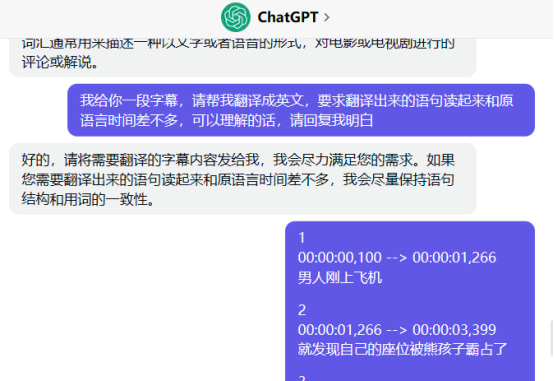 ChatGPT >
词汇通常用来描述一种以文字或者语音的形式，对电影或电视剧进行的
评论或解说。
我给你一段字幕，请帮我翻译成英文，要求翻译出来的语句读起来和原
语言时间差不多，可以理解的话，请回复我明白
好的，请将需要翻译的字幕内容发给我，我会尽力满足您的需求。如果
您需要翻译出来的语句读起来和原语言时间差不多，我会尽量保持语句
结构和用词的一致性。
1
00:00:00,100 --> 00:00:01,266
男人刚上飞机
2
00:00:01,266 --> 00:00:03,399
就发现自己的座位被熊孩子霸占了